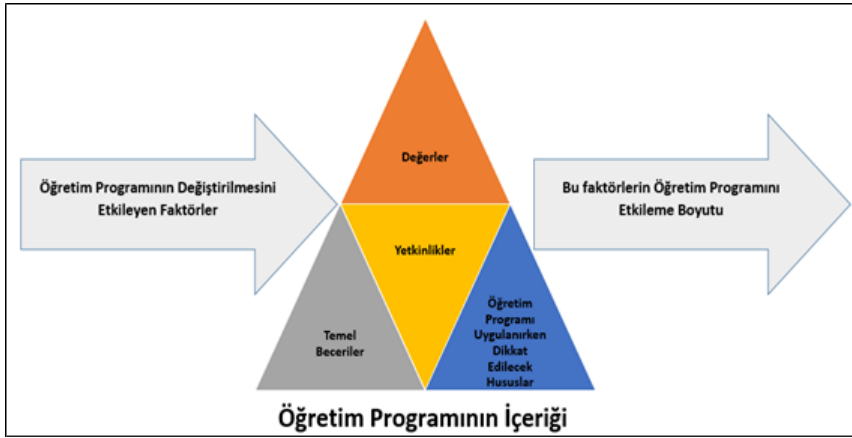 Değerler
Öğretim Programının Değiştirilmesini
Etkileyen Faktörler
Bu faktörlerin Öğretim Programını
Etkileme Boyutu
Yetkinlikler
Temel
Beceriler
Öğretim
Programı
Uygulanırken
Dikkat
Edilecek
Hususlar
Öğretim Programının İçeriği